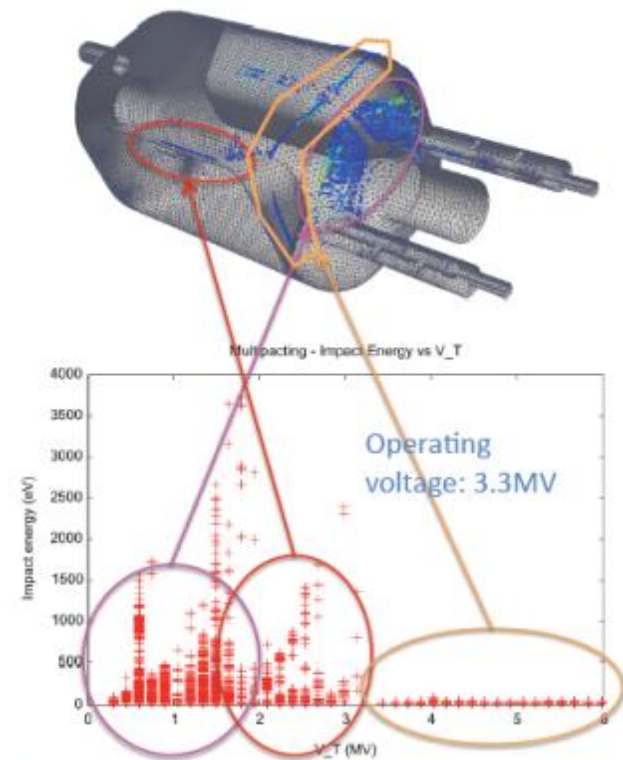 Multipacting - Impact Energy vs V_T
4000
3500
3000
2500
2000
1500
1000
500
0
Impact energy (eV)
Operating
voltage: 3.3MV
0 1 2 3 4 5 6
V_T (MV)